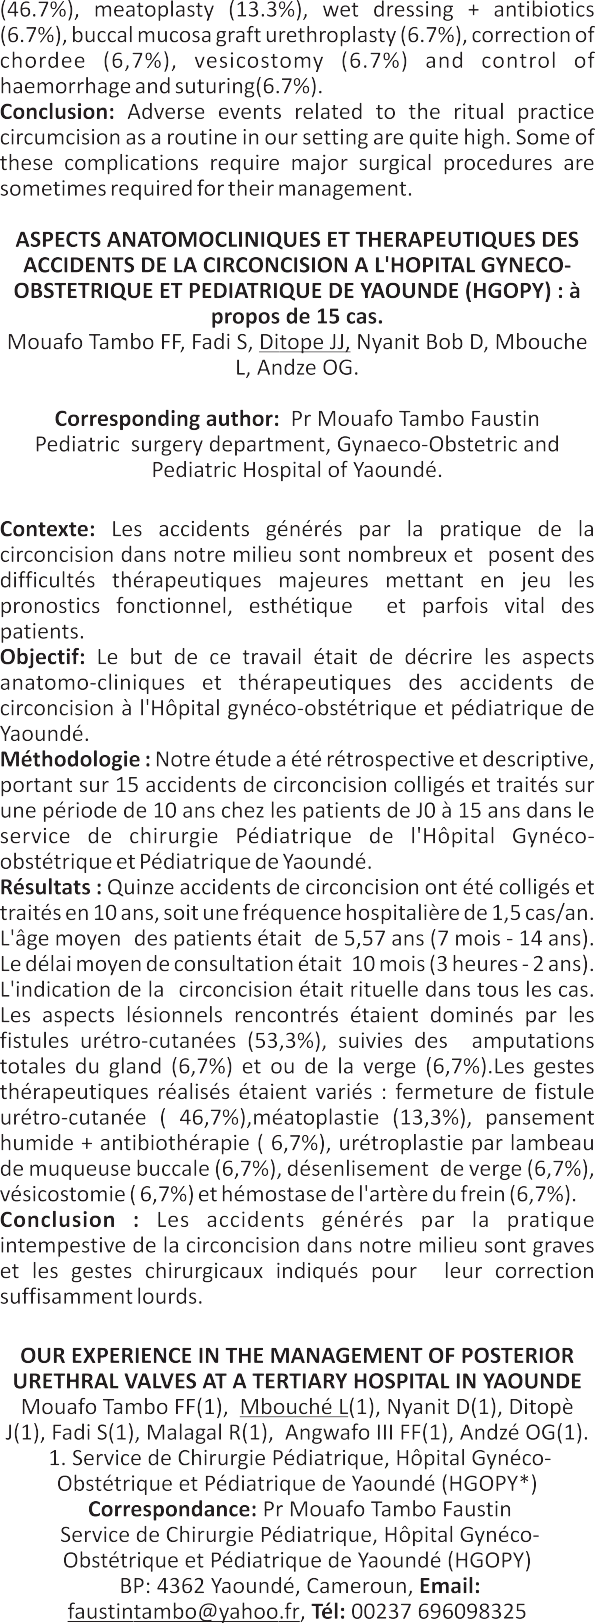 (46.7%), meatoplasty (13.3%), wet dressing + antibiotics
(6.7%), buccal mucosa graft urethroplasty (6.7%), correction of
chordee (6,7%), vesicostomy (6.7%) and control of
haemorrhage and suturing(6.7%).
Conclusion: Adverse events related to the ritual practice
circumcision as a routine in our setting are quite high. Some of
these complications require major surgical procedures are
sometimes required for their management.
ASPECTS ANATOMOCLINIQUES ET THERAPEUTIQUES DES
ACCIDENTS DE LA CIRCONCISION A L'HOPITAL GYNECO-
OBSTETRIQUE ET PEDIATRIQUE DE YAOUNDE (HGOPY) : à
propos de 15 cas.
Mouafo Tambo FF, Fadi S, Ditope JJ, Nyanit Bob D, Mbouche
L, Andze OG.
Corresponding author: Pr Mouafo Tambo Faustin
Pediatric surgery department, Gynaeco-Obstetric and
Pediatric Hospital of Yaoundé.
Contexte: Les accidents générés par la pratique de la
circoncision dans notre milieu sont nombreux et posent des
difficultés thérapeutiques majeures mettant en jeu les
pronostics fonctionnel, esthétique et parfois vital des
patients.
Objectif: Le but de ce travail était de décrire les aspects
anatomo-cliniques et thérapeutiques des accidents de
circoncision à l'Hôpital gynéco-obstétrique et pédiatrique de
Yaoundé.
Méthodologie : Notre étude a été rétrospective et descriptive,
portant sur 15 accidents de circoncision colligés et traités sur
une période de 10 ans chez les patients de J0 à 15 ans dans le
service de chirurgie Pédiatrique de l'Hôpital Gynéco-
obstétrique et Pédiatrique de Yaoundé.
Résultats : Quinze accidents de circoncision ont été colligés et
traités en 10 ans, soit une fréquence hospitalière de 1,5 cas/an.
L'âge moyen des patients était de 5,57 ans (7 mois - 14 ans).
Le délai moyen de consultation était 10 mois (3 heures - 2 ans).
L'indication de la circoncision était rituelle dans tous les cas.
Les aspects lésionnels rencontrés étaient dominés par les
fistules urétro-cutanées (53,3%), suivies des amputations
totales du gland (6,7%) et ou de la verge (6,7%).Les gestes
thérapeutiques réalisés étaient variés : fermeture de fistule
urétro-cutanée ( 46,7%),méatoplastie (13,3%), pansement
humide + antibiothérapie ( 6,7%), urétroplastie par lambeau
de muqueuse buccale (6,7%), désenlisement de verge (6,7%),
vésicostomie ( 6,7%) et hémostase de l'artère du frein (6,7%).
Conclusion : Les accidents générés par la pratique
intempestive de la circoncision dans notre milieu sont graves
et les gestes chirurgicaux indiqués pour leur correction
suffisamment lourds.
OUR EXPERIENCE IN THE MANAGEMENT OF POSTERIOR
URETHRAL VALVES AT A TERTIARY HOSPITAL IN YAOUNDE
Mouafo Tambo FF(1), Mbouché L(1), Nyanit D(1), Ditopè
J(1), Fadi S(1), Malagal R(1), Angwafo III FF(1), Andzé OG(1).
1. Service de Chirurgie Pédiatrique, Hôpital Gynéco-
Obstétrique et Pédiatrique de Yaoundé (HGOPY*)
Correspondance: Pr Mouafo Tambo Faustin
Service de Chirurgie Pédiatrique, Hôpital Gynéco-
Obstétrique et Pédiatrique de Yaoundé (HGOPY)
BP: 4362 Yaoundé, Cameroun, Email:
faustintambo@yahoo.fr, Tél: 00237 696098325